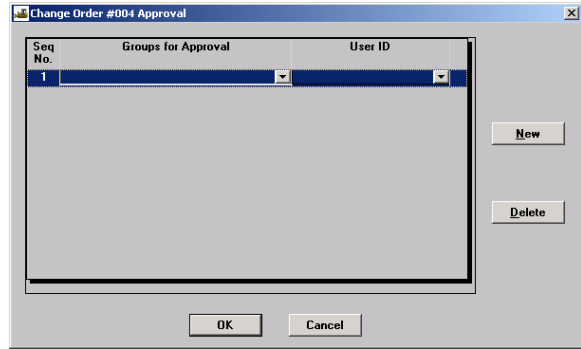 Change Order #004 Approval
Seq No. Groups for Approval User ID
1
New
Delete
OK Cancel